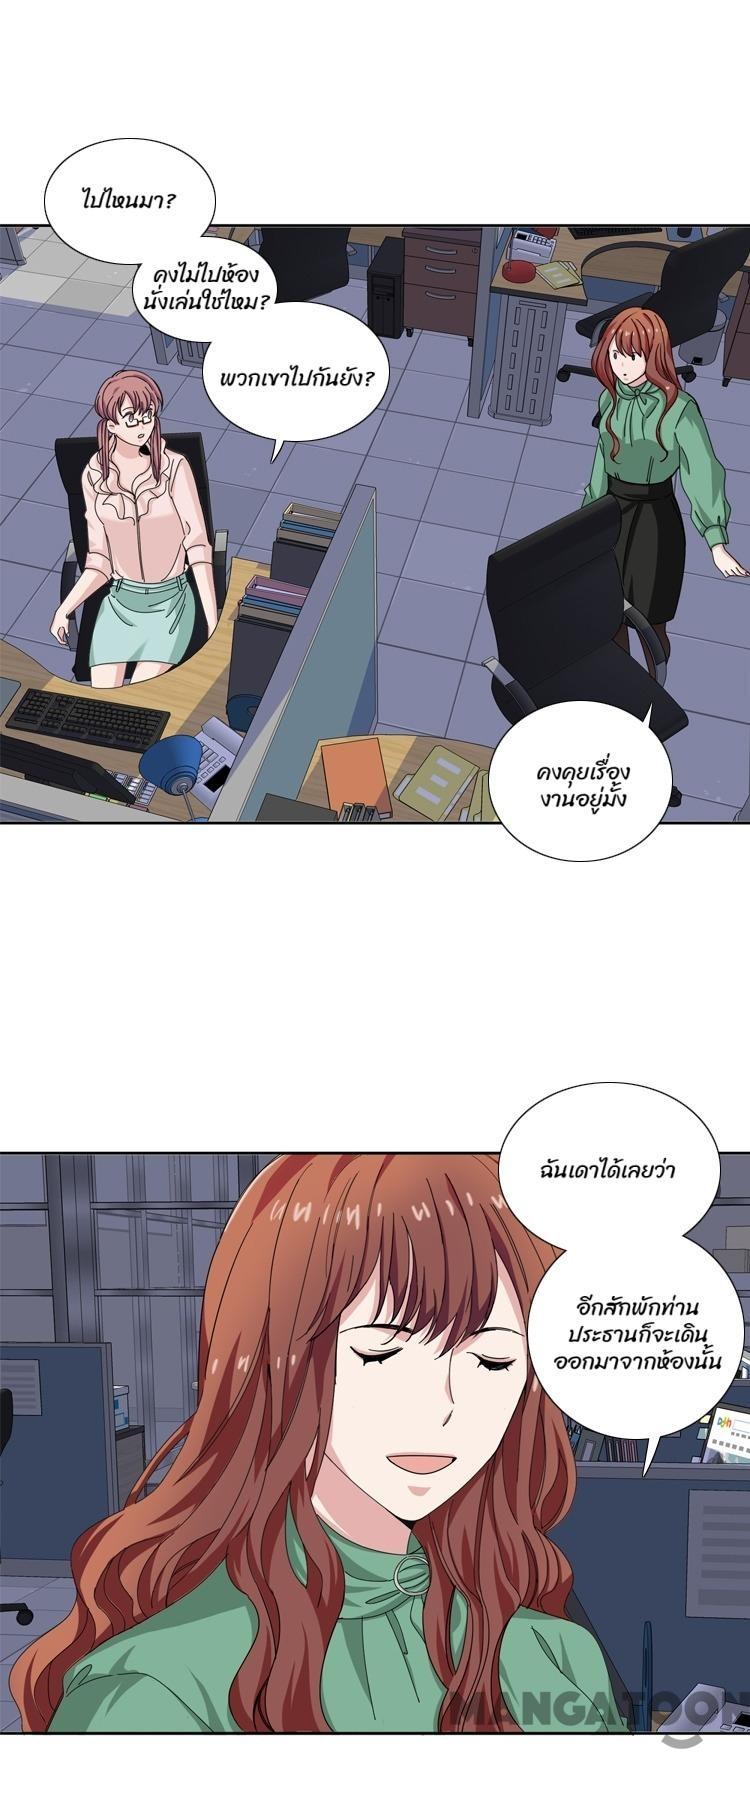 ไปไหนมา?
คงไม่ไปห้อง
นั่งเล่นใช่ไหม?
พวกเขาไปกันยัง?
คงคุยเรื่อง
งานอยู่มั้ง
ฉันเดาได้เลยว่า
อีกสักพักท่าน
ประธานก็จะเดิน
ออกมาจากห้องนั้น
MANGATOON